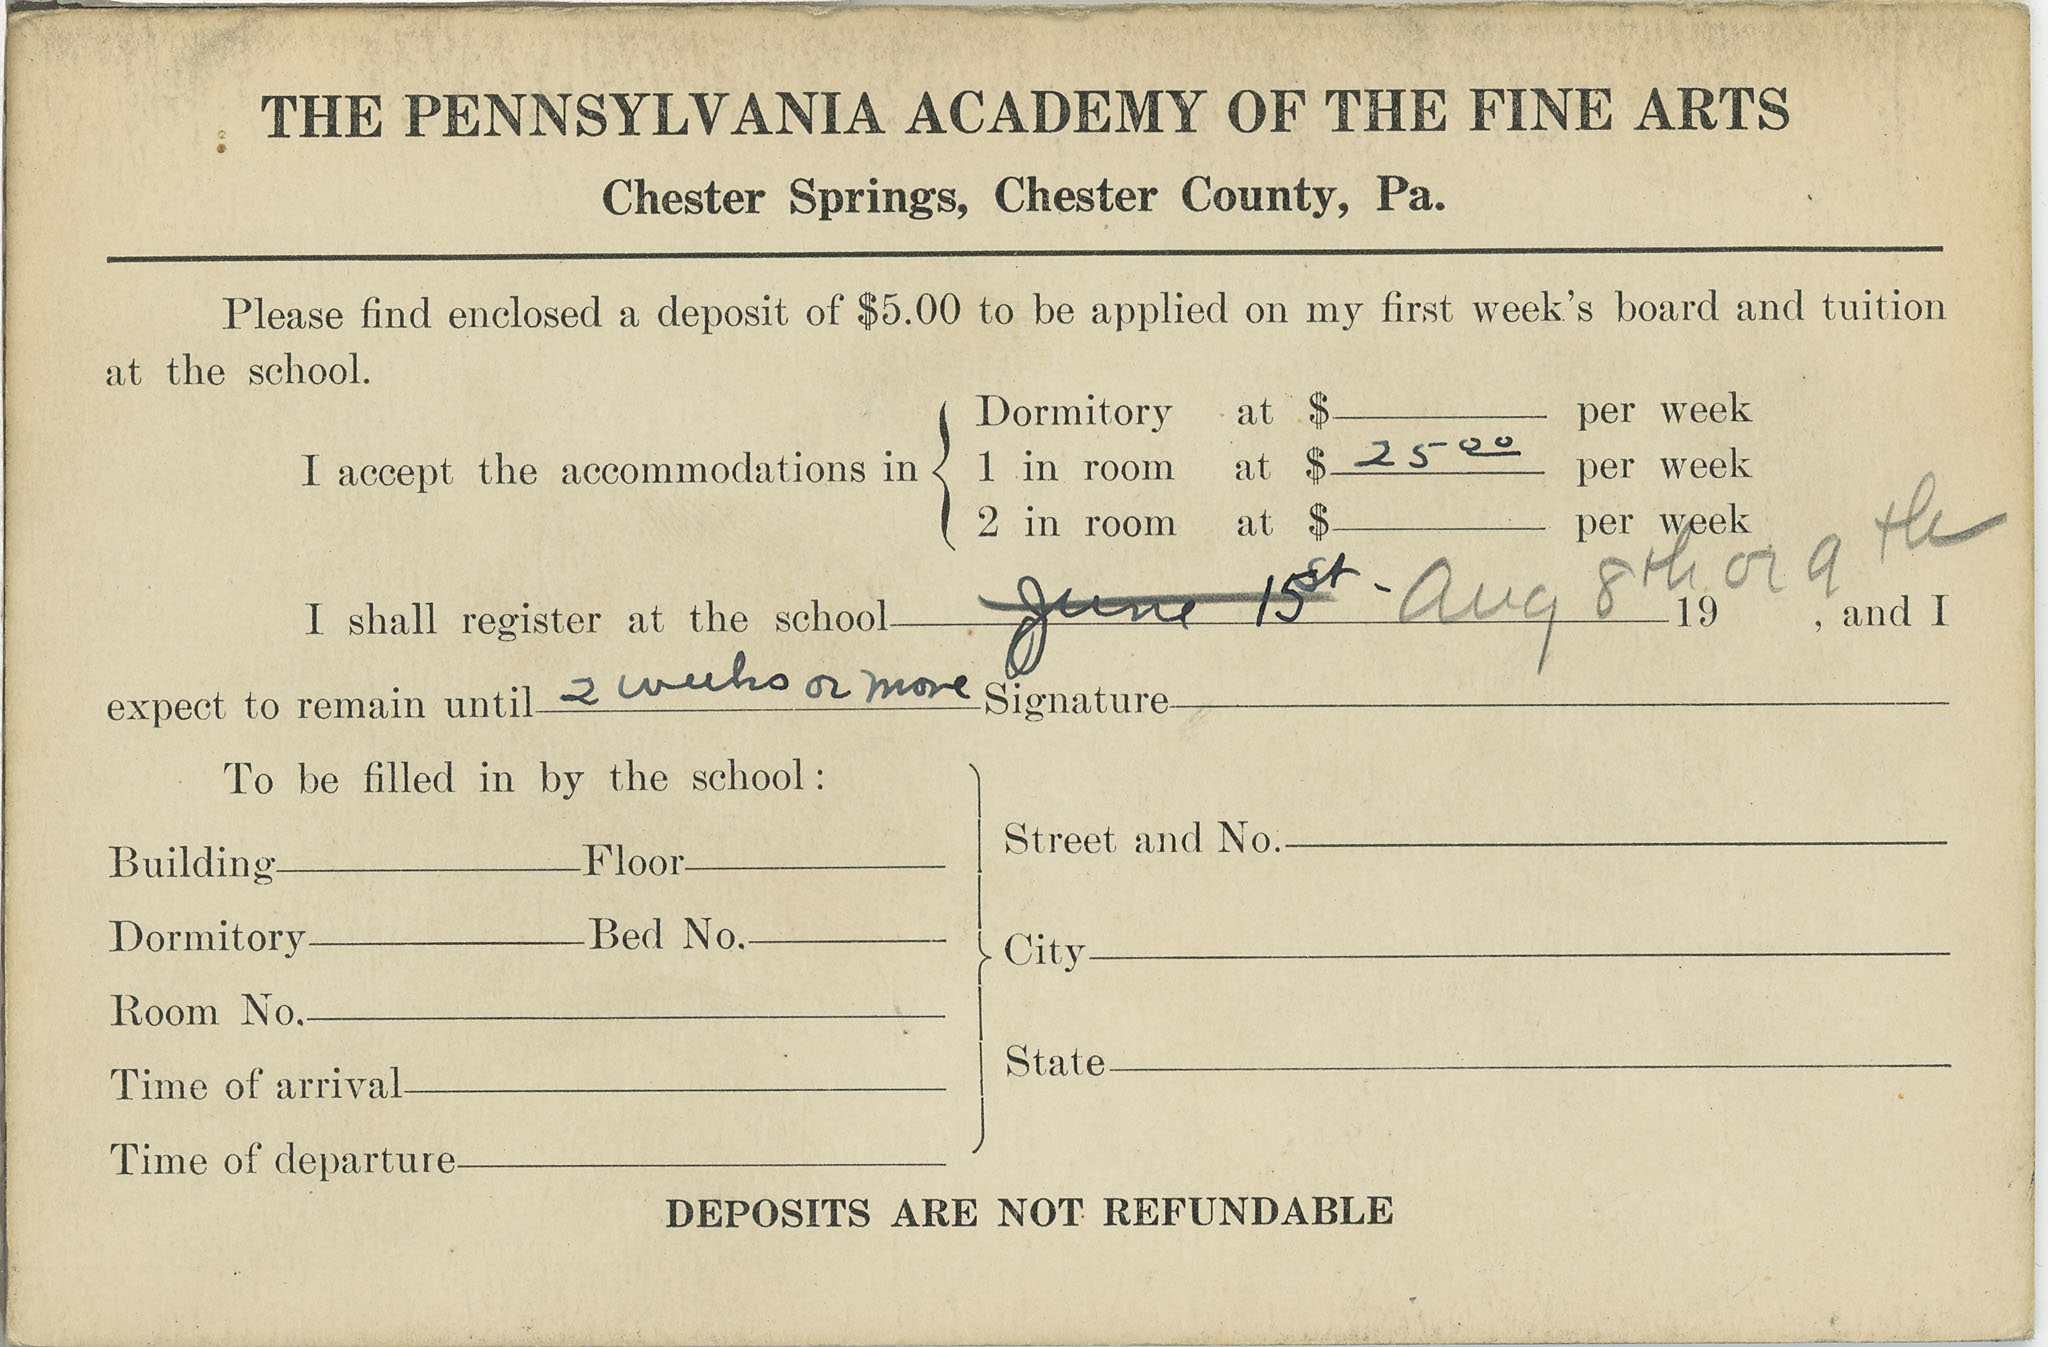 THE PENNSYLVANIA ACADEMY OF THE FINE ARTS
Chester Springs, Chester County, Pa.
Please find enclosed a deposit of $5.00 to be applied on my first week's board and tuition
at the school.
I accept the accommodations in
Dormitory at $ per week
1 in room at $ 25 00 per week
2 in room at $ per week
I shall register at the school June 15st - Aug 8th or 9th 19 , and I
expect to remain until 2 weeks or more Signature
To be filled in by the school:
Building Floor
Dormitory Bed No.
Room No.
Time of arrival
Time of departure
Street and No.
City
State
DEPOSITS ARE NOT REFUNDABLE